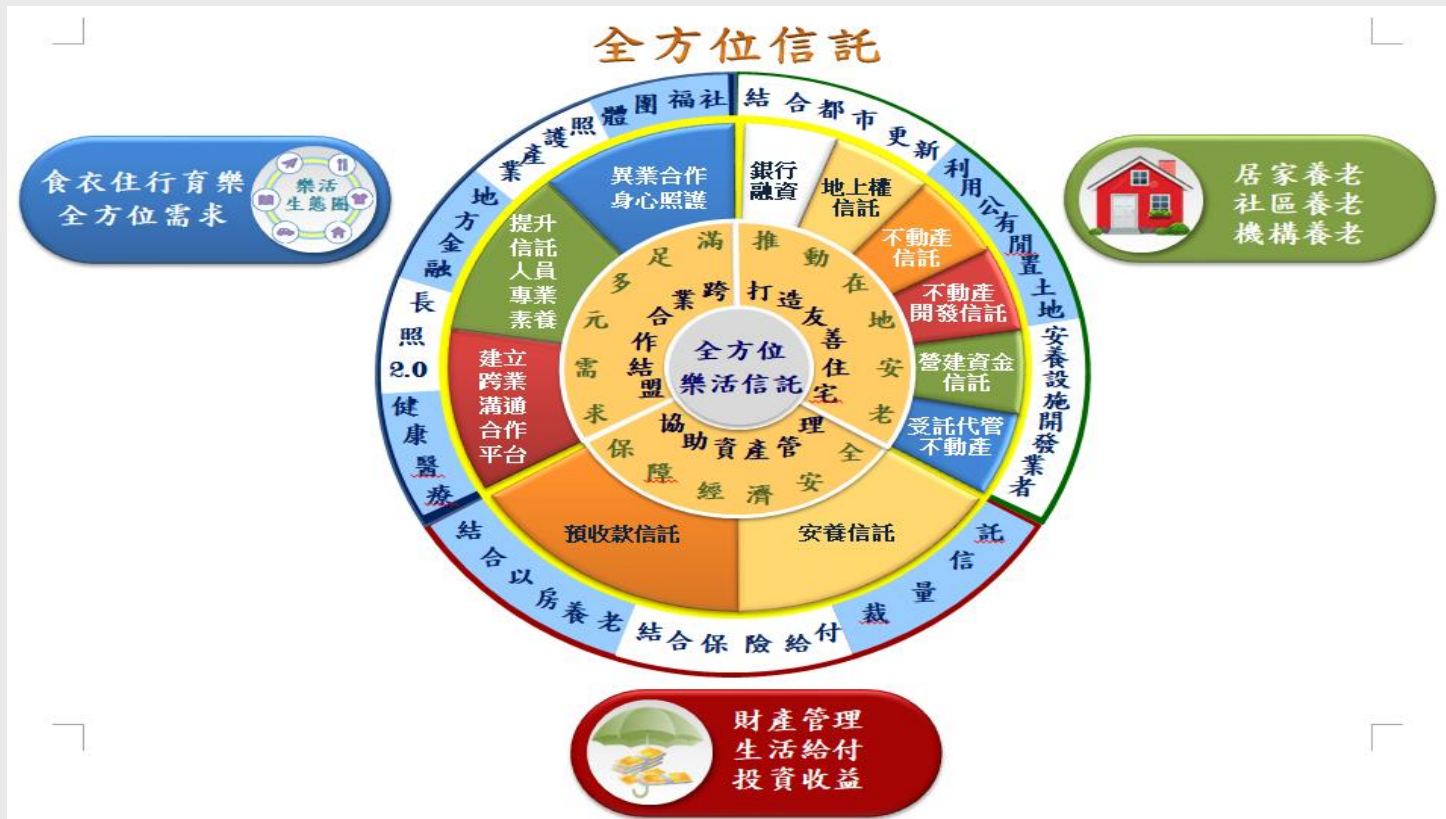 全方位信託
食衣住行育樂
全方位需求
樂活
生態圈
居家養老
社區養老
機構養老
財產管理
生活給付
投資收益
全方位
樂活信託
打造友善住宅
推動在地安老
協助資產管理
保障經濟安全
跨業合作結盟
滿足多元需求
銀行
融資
地上權
信託
不動產
信託
不動產
開發信託
營建資金
信託
受託代管
不動產
安養信託
預收款信託
建立
跨業
溝通
合作
平台
提升
信託
人員
專業
素養
異業合作
身心照護
結合都市更新
利用公有閒置土地
安養設施開發業者
裁量信託
結合保險給付
結合以房養老
健康醫療
長照2.0
地方金融
照護產業
社福團體